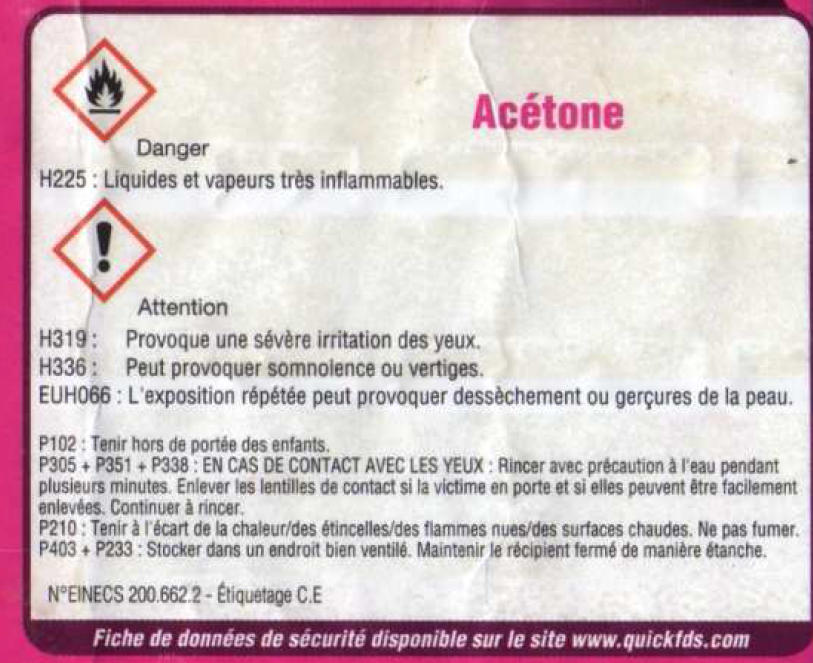 Acétone
Danger
H225 : Liquides et vapeurs très inflammables.
Attention
H319 : Provoque une sévère irritation des yeux.
H336 : Peut provoquer somnolence ou vertiges.
EUH066 : L'exposition répétée peut provoquer dessèchement ou gerçures de la peau.
P102 : Tenir hors de portée des enfants.
P305 + P351 + P338 : EN CAS DE CONTACT AVEC LES YEUX : Rincer avec précaution à l'eau pendant
plusieurs minutes. Enlever les lentilles de contact si la victime en porte et si elles peuvent être facilement
enlevées. Continuer à rincer.
P210 : Tenir à l'écart de la chaleur/des étincelles/des flammes nues/des surfaces chaudes. Ne pas fumer.
P403 + P233 : Stocker dans un endroit bien ventilé. Maintenir le récipient fermé de manière étanche.
N°EINECS 200.662.2 - Étiquetage C.E
Fiche de données de sécurité disponible sur le site www.quickfds.com